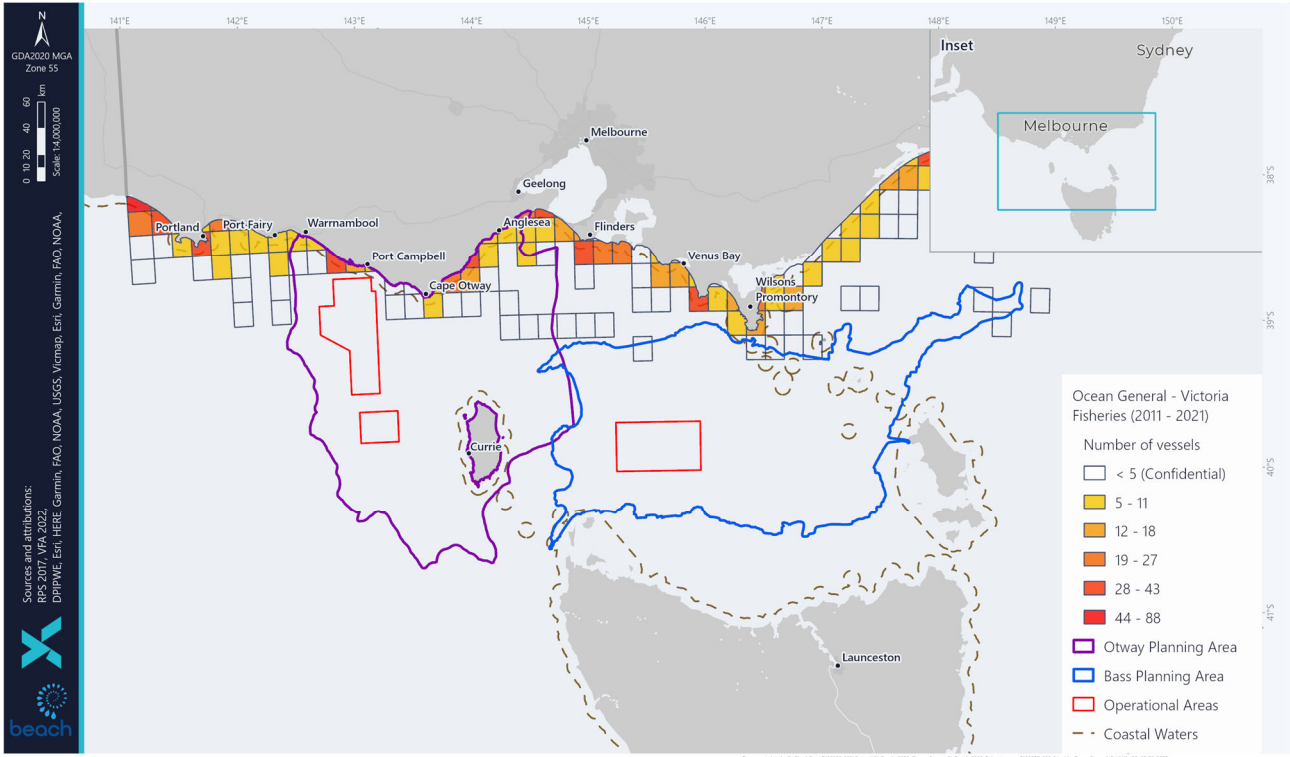 141°E 142°E 143°E 144°E 145°E 146°E 147°E 148°E 149°E 150°E
N
GDA2020 MGA
Zone 55
0 10 20 40 60
km
Scale: 1:4,000,000
Sources and attributions:
RPS 2017, VFA 2022,
DPIPWE, Esri, HERE Garmin, FAO, NOAA, USGS, Vicmap, Esri, Garmin, FAO, NOAA,
beach
Inset
Sydney
Melbourne
38°S
39°S
40°S
41°S
Melbourne
Geelong
Portland
Port Fairy
Warrnambool
Anglesea
Flinders
Port Campbell
Venus Bay
Cape Otway
Wilsons
Promontory
Currie
Launceston
Ocean General - Victoria
Fisheries (2011 - 2021)
Number of vessels
< 5 (Confidential)
5 - 11
12 - 18
19 - 27
28 - 43
44 - 88
Otway Planning Area
Bass Planning Area
Operational Areas
Coastal Waters